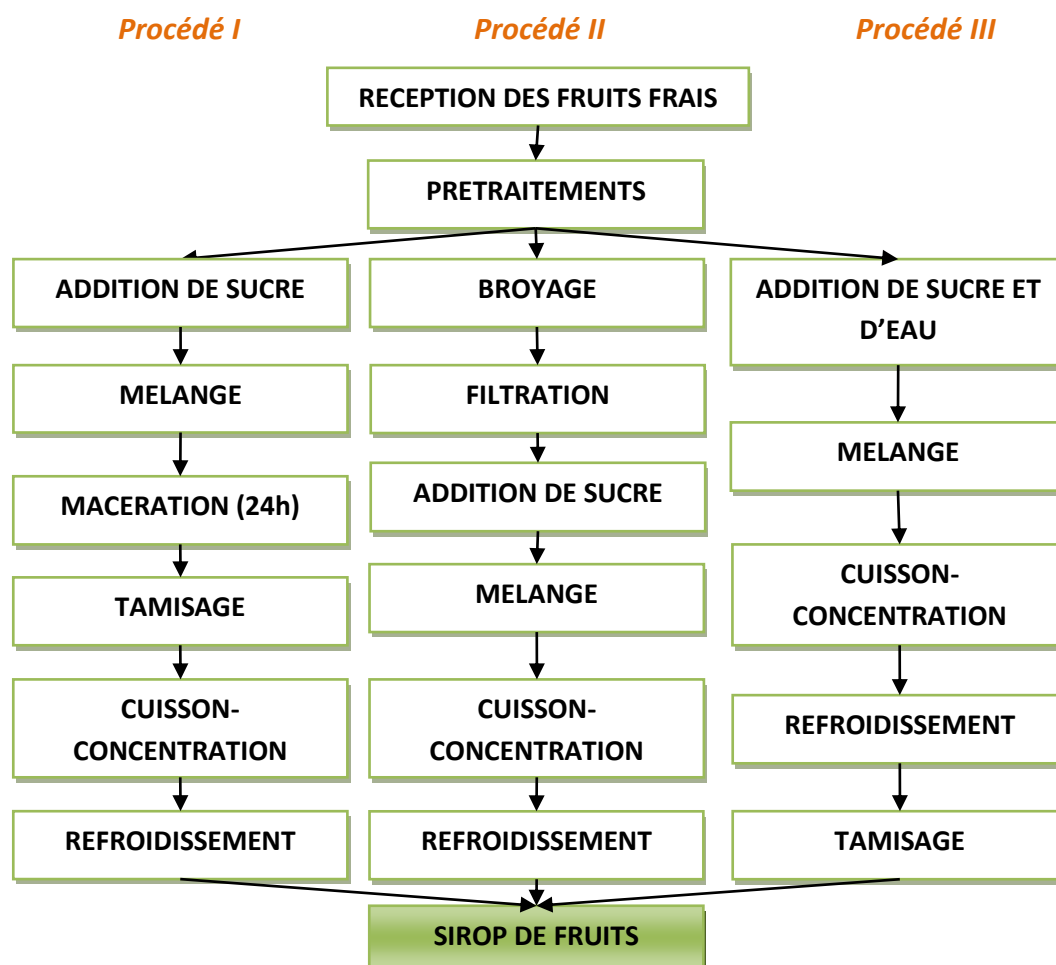 Procédé I
Procédé II
Procédé III
RECEPTION DES FRUITS FRAIS
PRETRAITEMENTS
ADDITION DE SUCRE
MELANGE
MACERATION (24h)
TAMISAGE
CUISSON-
CONCENTRATION
REFROIDISSEMENT
BROYAGE
FILTRATION
ADDITION DE SUCRE
MELANGE
CUISSON-
CONCENTRATION
REFROIDISSEMENT
ADDITION DE SUCRE ET
D’EAU
MELANGE
CUISSON-
CONCENTRATION
REFROIDISSEMENT
TAMISAGE
SIROP DE FRUITS